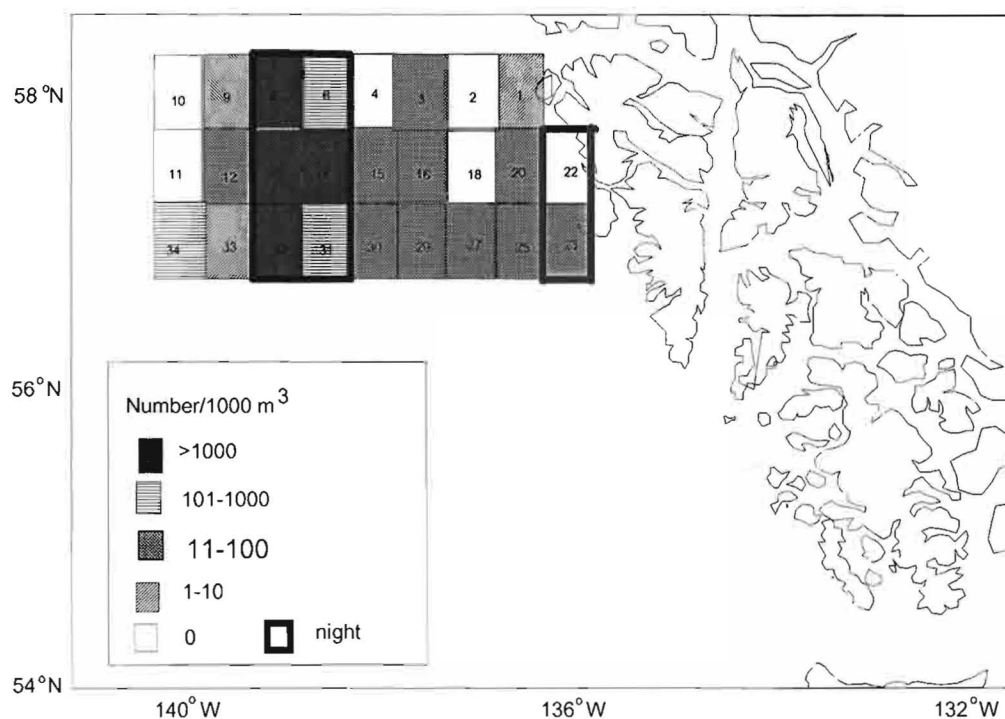 58°N
10 9 6 4 3 2 1
11 12 15 16 18 20 22
34 33 31 30 29 27 25
56°N
Number/1000 m³
>1000
101-1000
11-100
1-10
0 night
54°N
140°W 136°W 132°W